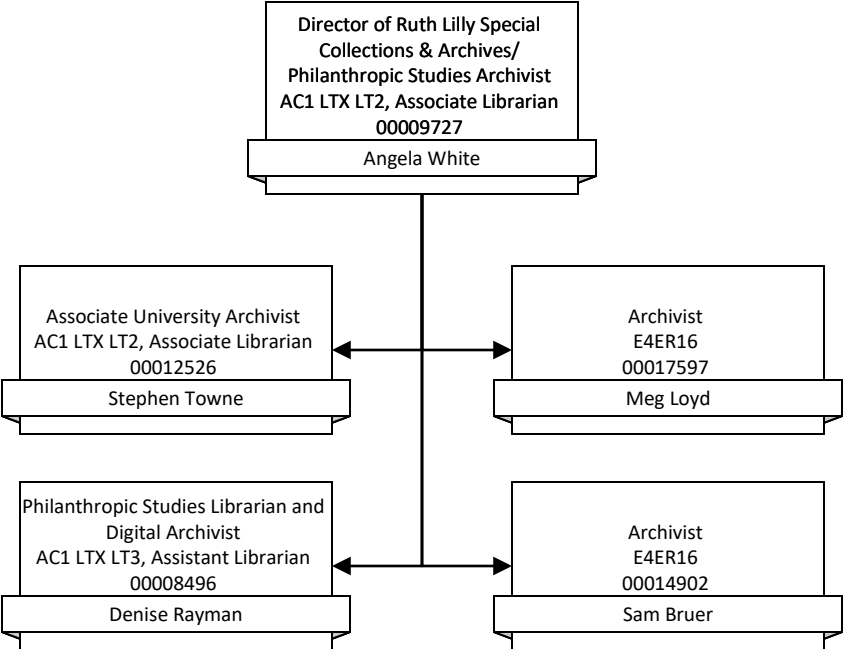 Director of Ruth Lilly Special
Collections & Archives/
Philanthropic Studies Archivist
AC1 LTX LT2, Associate Librarian
00009727
Angela White
Associate University Archivist
AC1 LTX LT2, Associate Librarian
00012526
Stephen Towne
Archivist
E4ER16
00017597
Meg Loyd
Philanthropic Studies Librarian and
Digital Archivist
AC1 LTX LT3, Assistant Librarian
00008496
Denise Rayman
Archivist
E4ER16
00014902
Sam Bruer